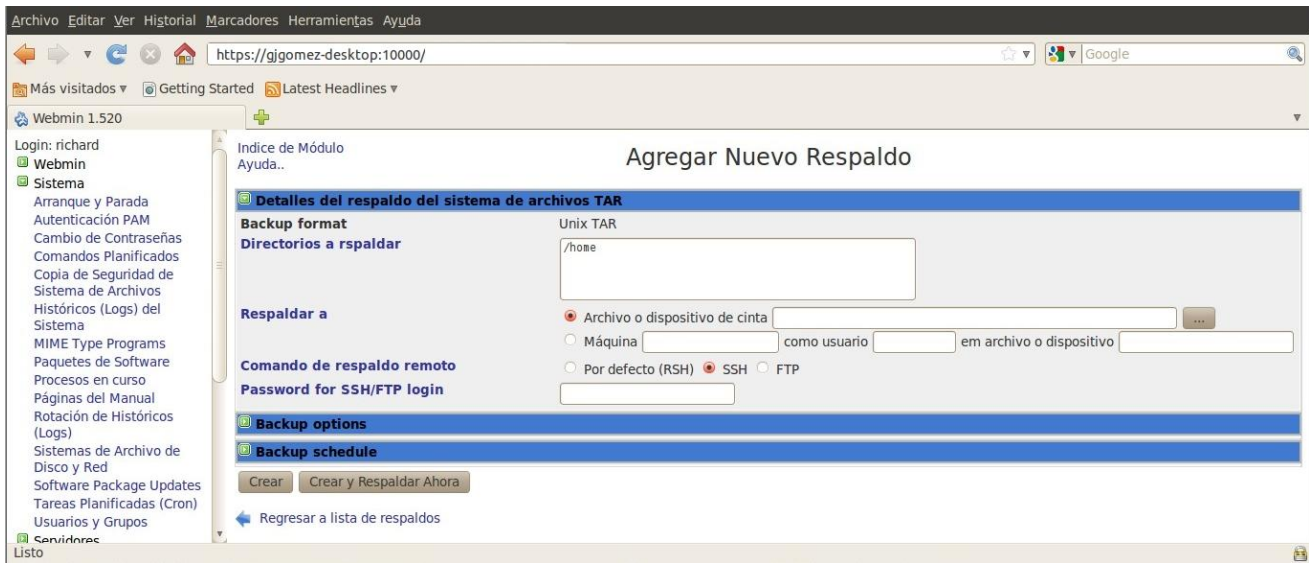 Archivo Editar Ver Historial Marcadores Herramientas Ayuda
https://gjgomez-desktop:10000/
Google
Más visitados
Getting Started
Latest Headlines
Webmin 1.520
Login: richard
Webmin
Sistema
Arranque y Parada
Autenticación PAM
Cambio de Contraseñas
Comandos Planificados
Copia de Seguridad de
Sistema de Archivos
Históricos (Logs) del
Sistema
MIME Type Programs
Paquetes de Software
Procesos en curso
Páginas del Manual
Rotación de Históricos
(Logs)
Sistemas de Archivo de
Disco y Red
Software Package Updates
Tareas Planificadas (Cron)
Usuarios y Grupos
Servidores
Indice de Módulo
Ayuda..
Agregar Nuevo Respaldo
Detalles del respaldo del sistema de archivos TAR
Backup format Unix TAR
Directorios a rspaldar /home
Respaldar a Archivo o dispositivo de cinta ...
Máquina como usuario em archivo o dispositivo
Comando de respaldo remoto Por defecto (RSH) SSH FTP
Password for SSH/FTP login
Backup options
Backup schedule
Crear Crear y Respaldar Ahora
Regresar a lista de respaldos
Listo